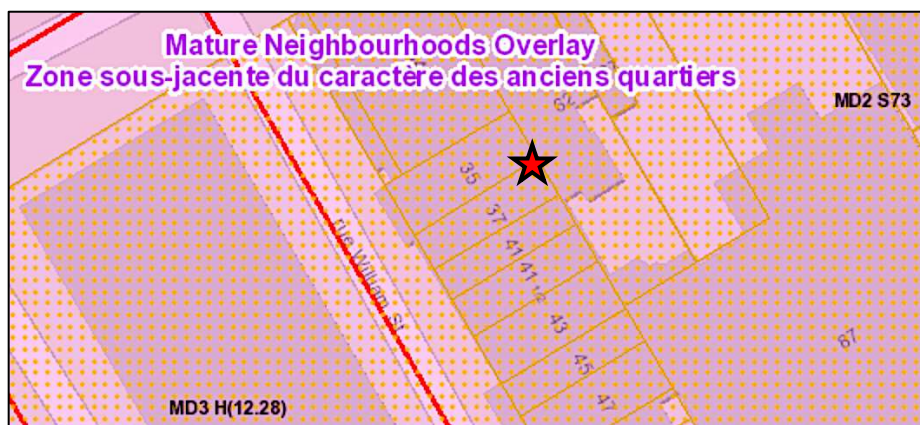 Mature Neighbourhoods Overlay
Zone sous-jacente du caractère des anciens quartiers
MD2 S73
62
35
37
41
41 1/2
43
45
47
67
rue William St
MD3 H(12.28)